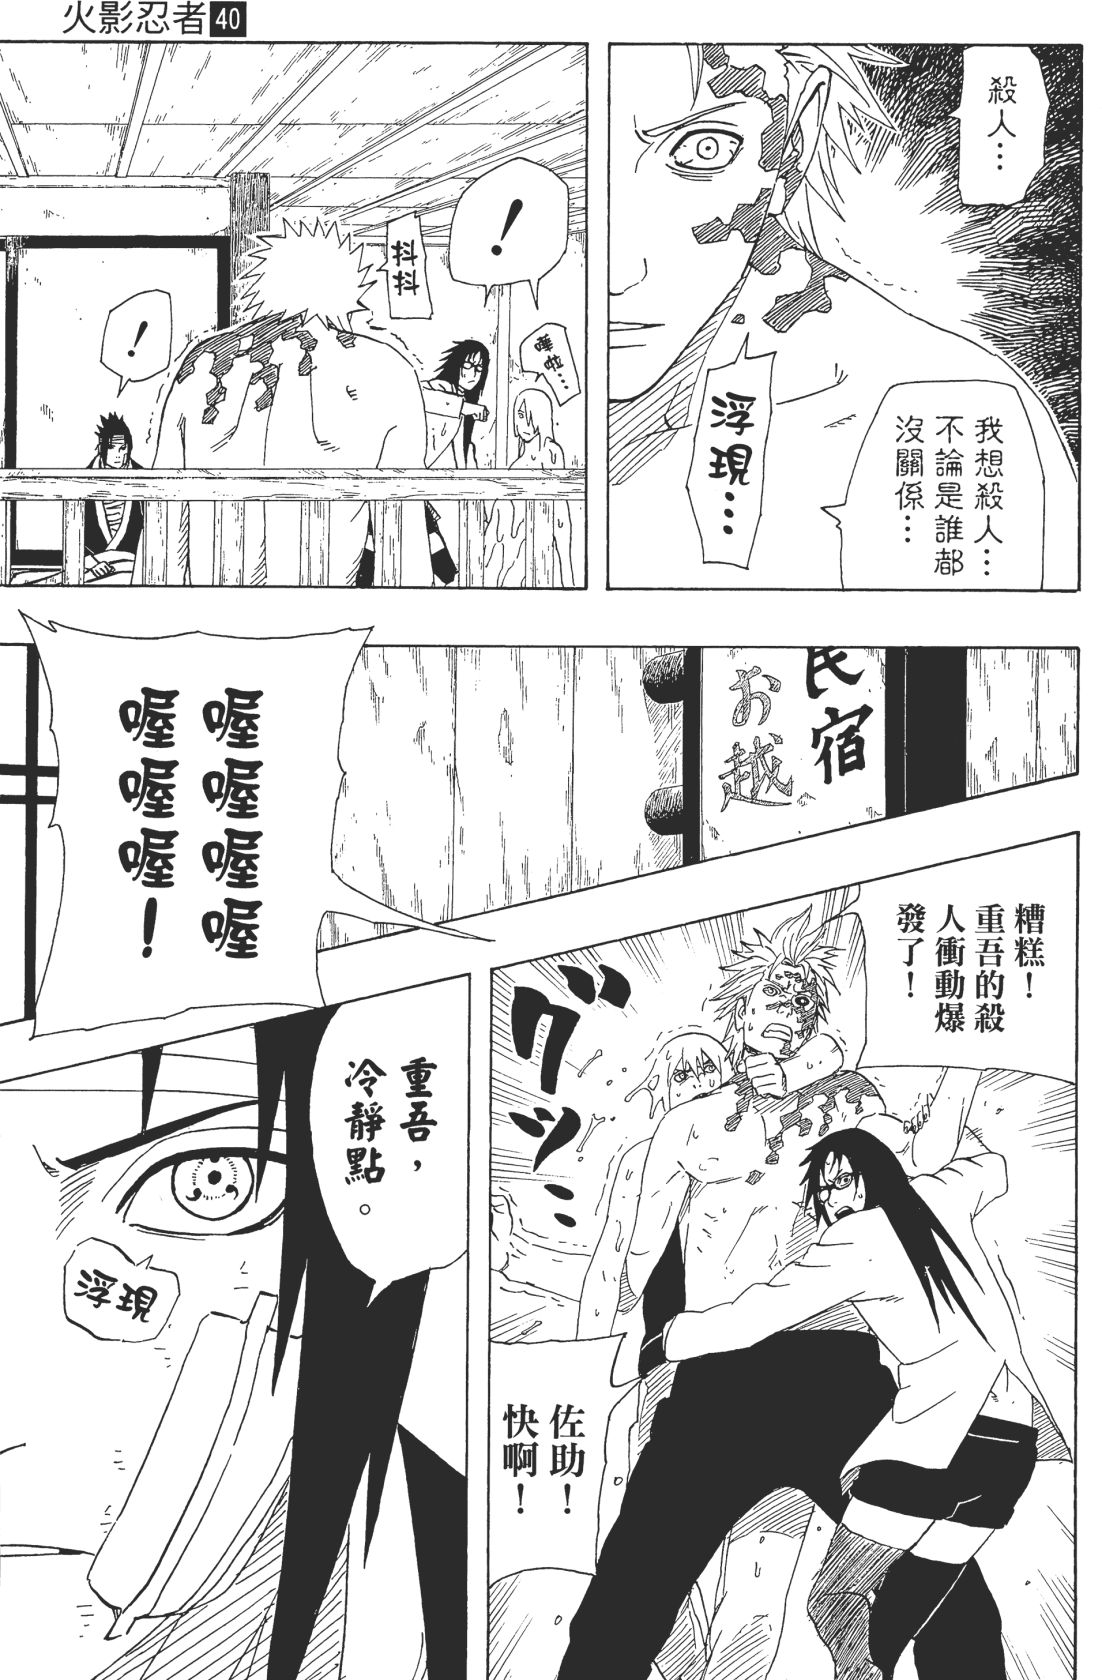 火影忍者40
殺人…
我想殺人…
不論是誰都
沒關係…
浮現…
！
抖抖
嘩啦…
！
民宿
お越
喔喔喔喔
喔喔喔！
糟糕！
重吾的殺
人衝動爆
發了！
グッ…
佐助！
快啊！
重吾，
冷靜點。
浮現